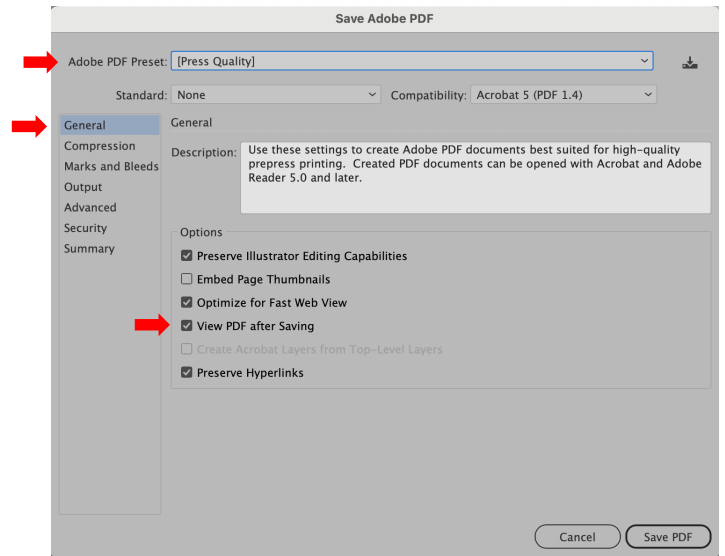 Save Adobe PDF
Adobe PDF Preset: [Press Quality]
Standard: None Compatibility: Acrobat 5 (PDF 1.4)
General
Compression
Marks and Bleeds
Output
Advanced
Security
Summary
General
Description: Use these settings to create Adobe PDF documents best suited for high-quality
prepress printing. Created PDF documents can be opened with Acrobat and Adobe
Reader 5.0 and later.
Options
Preserve Illustrator Editing Capabilities
Embed Page Thumbnails
Optimize for Fast Web View
View PDF after Saving
Create Acrobat Layers from Top-Level Layers
Preserve Hyperlinks
Cancel Save PDF